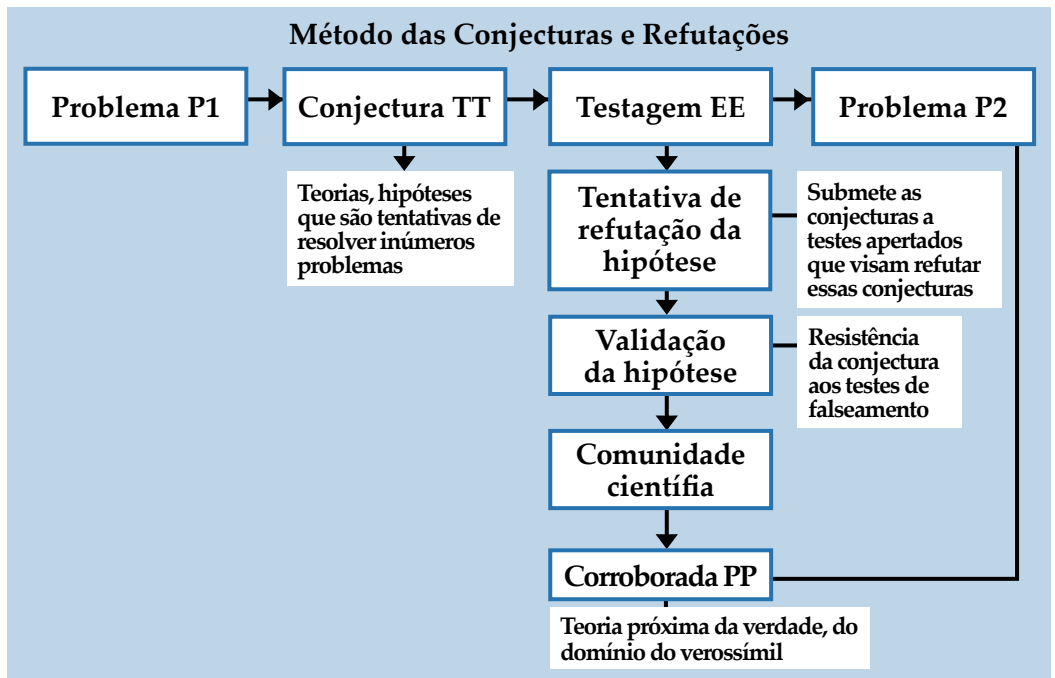 Método das Conjecturas e Refutações
Problema P1
Conjectura TT
Testagem EE
Problema P2
Teorias, hipóteses
que são tentativas de
resolver inúmeros
problemas
Tentativa de
refutação da
hipótese
Submete as
conjecturas a
testes apertados
que visam refutar
essas conjecturas
Validação
da hipótese
Resistência
da conjectura
aos testes de
falseamento
Comunidade
científia
Corroborada PP
Teoria próxima da verdade, do
domínio do verossímil